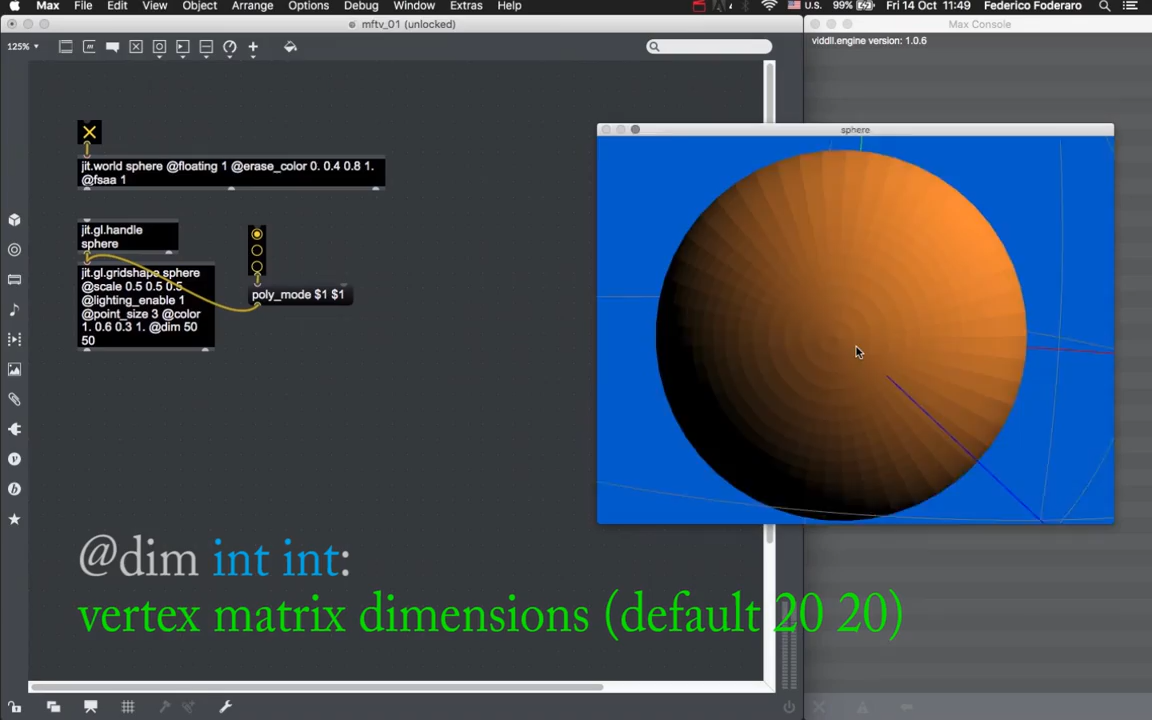 Max File Edit View Object Arrange Options Debug Window Extras Help
U.S. 99% Fri 14 Oct 11:49 Federico Foderaro
mftv_01 (unlocked)
Max Console
125%
viddll.engine version: 1.0.6
sphere
jit.world sphere @floating 1 @erase_color 0. 0.4 0.8 1.
@fsaa 1
jit.gl.handle
sphere
jit.gl.gridshape sphere
@scale 0.5 0.5 0.5
@lighting_enable 1
@point_size 3 @color
1. 0.6 0.3 1. @dim 50
50
poly_mode $1 $1
@dim int int:
vertex matrix dimensions (default 20 20)